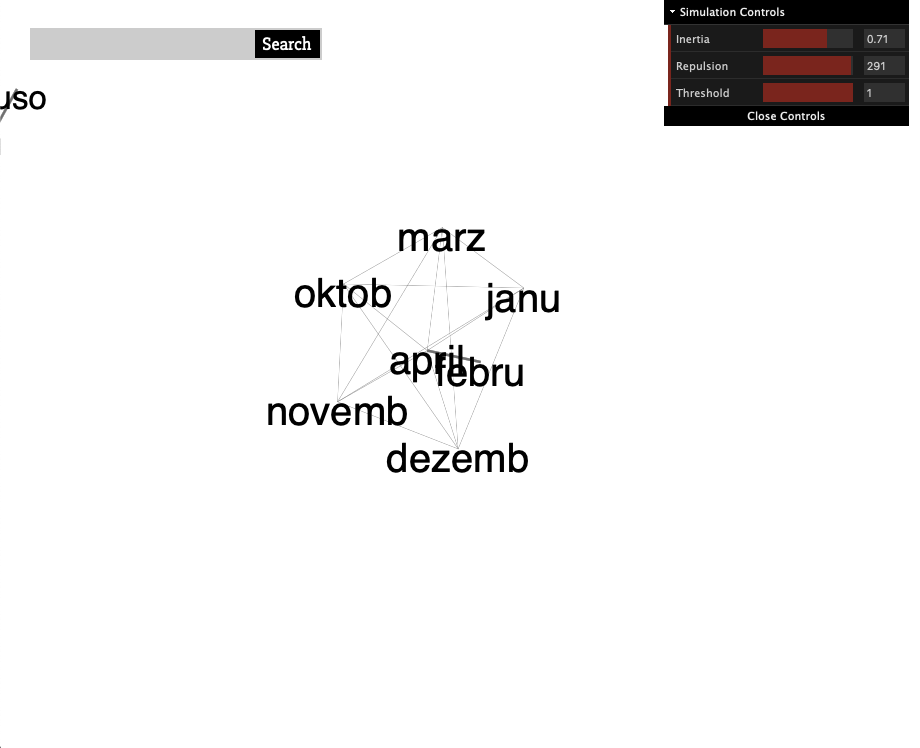 Simulation Controls
Search
Inertia 0.71
Repulsion 291
Threshold 1
Close Controls
uso
marz
oktob
janu
april
febru
novemb
dezemb